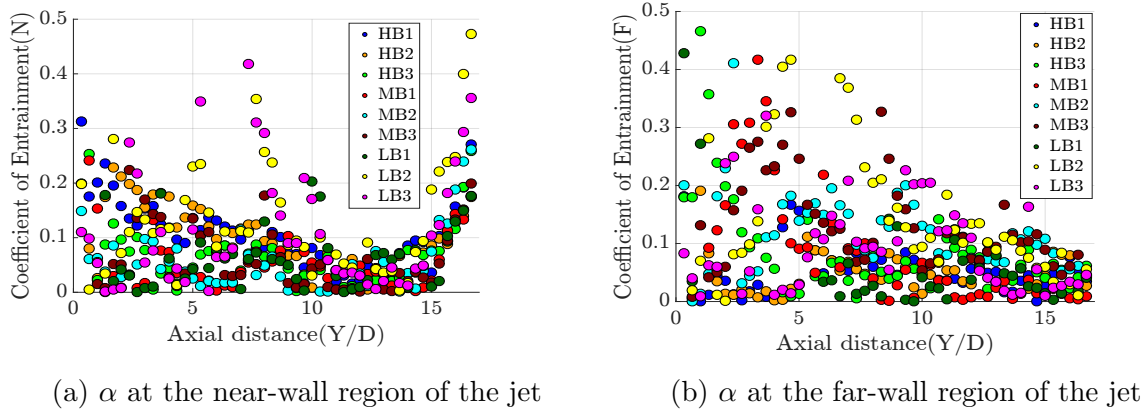 0.5
0.4
0.3
0.2
0.1
0
0 5 10 15
Coefficient of Entrainment(N)
Axial distance(Y/D)
HB1
HB2
HB3
MB1
MB2
MB3
LB1
LB2
LB3
(a) α at the near-wall region of the jet
0.5
0.4
0.3
0.2
0.1
0
0 5 10 15
Coefficient of Entrainment(F)
Axial distance(Y/D)
HB1
HB2
HB3
MB1
MB2
MB3
LB1
LB2
LB3
(b) α at the far-wall region of the jet